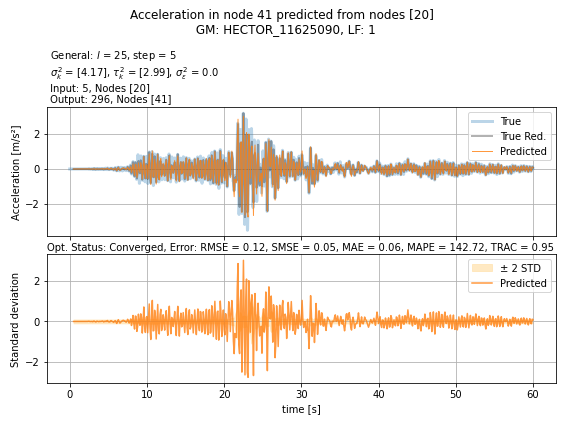 Acceleration in node 41 predicted from nodes [20]
GM: HECTOR_11625090, LF: 1
General: l = 25, step = 5
σ²ₖ = [4.17], τ²ₖ = [2.99], σ²ε = 0.0
Input: 5, Nodes [20]
Output: 296, Nodes [41]
Acceleration [m/s²]
2
0
−2
True
True Red.
Predicted
Opt. Status: Converged, Error: RMSE = 0.12, SMSE = 0.05, MAE = 0.06, MAPE = 142.72, TRAC = 0.95
Standard deviation
2
0
−2
± 2 STD
Predicted
0 10 20 30 40 50 60
time [s]